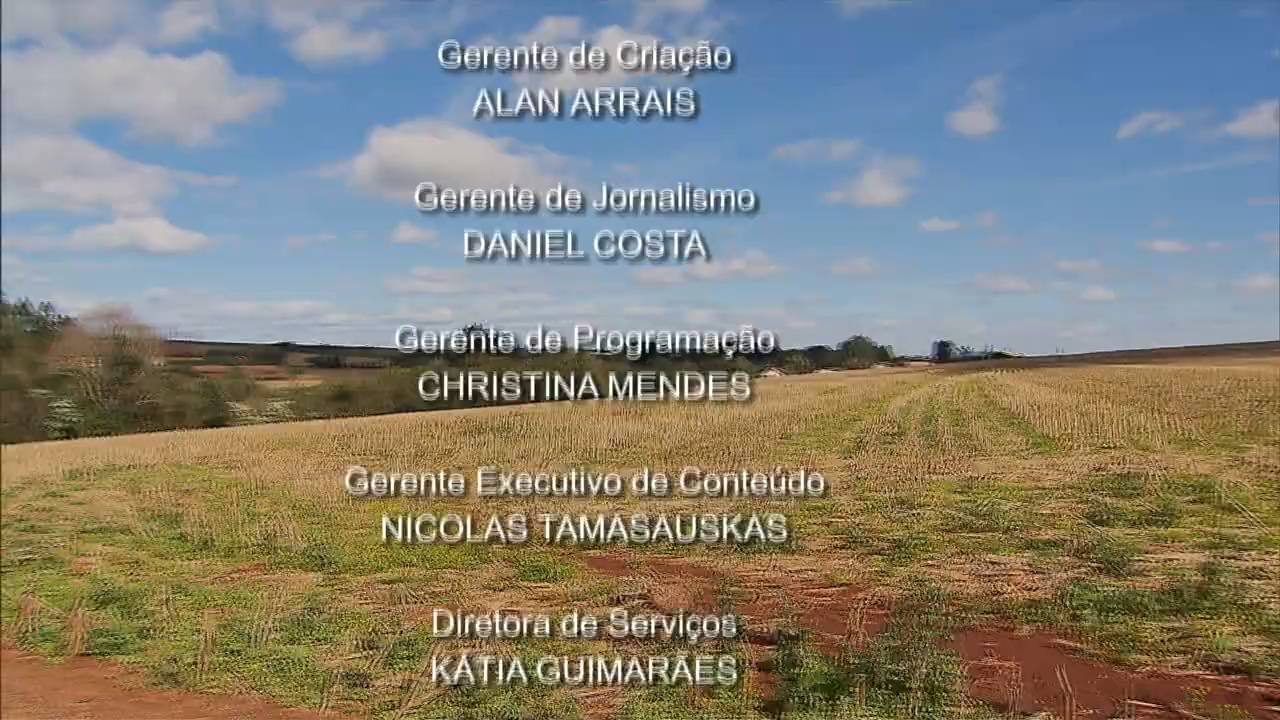 Gerente de Criação
ALAN ARRAIS
Gerente de Jornalismo
DANIEL COSTA
Gerente de Programação
CHRISTINA MENDES
Gerente Executivo de Conteúdo
NICOLAS TAMASAUSKAS
Diretora de Serviços
KÁTIA GUIMARÃES